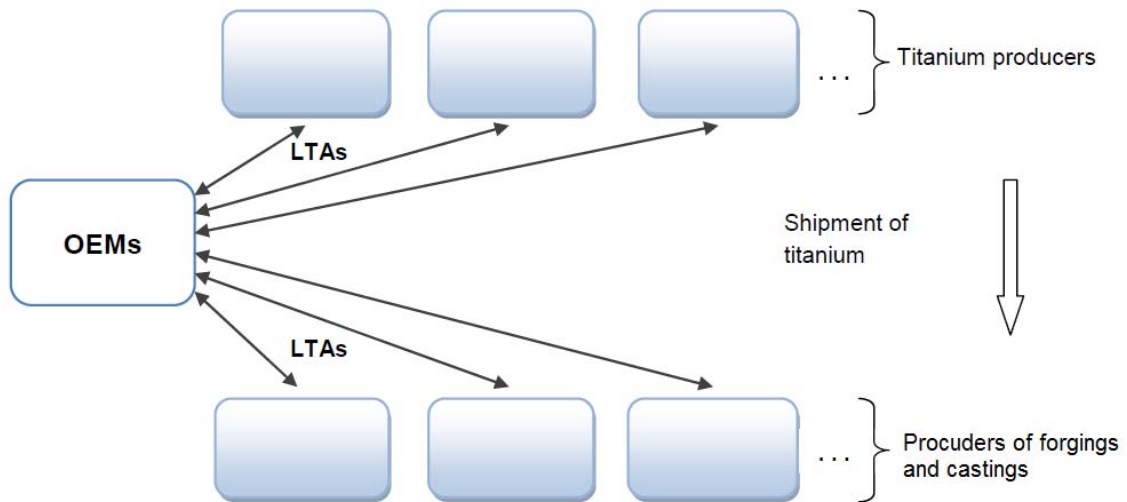 ... Titanium producers
LTAs
OEMs
Shipment of
titanium
LTAs
... Procuders of forgings
and castings